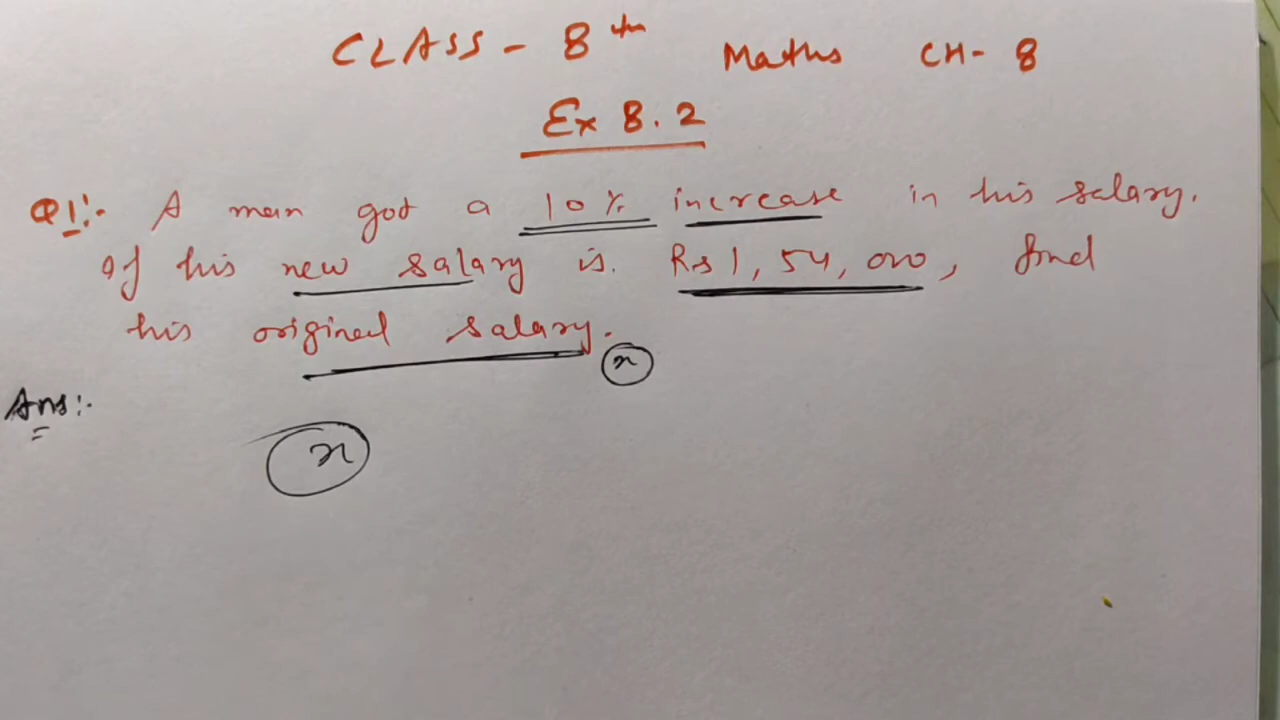 CLASS - 8th Maths CH- 8
Ex 8.2
Q1:- A man got a 10% increase in his salary.
If his new salary is Rs 1,54,000, find
his original salary.
x
Ans:-
x